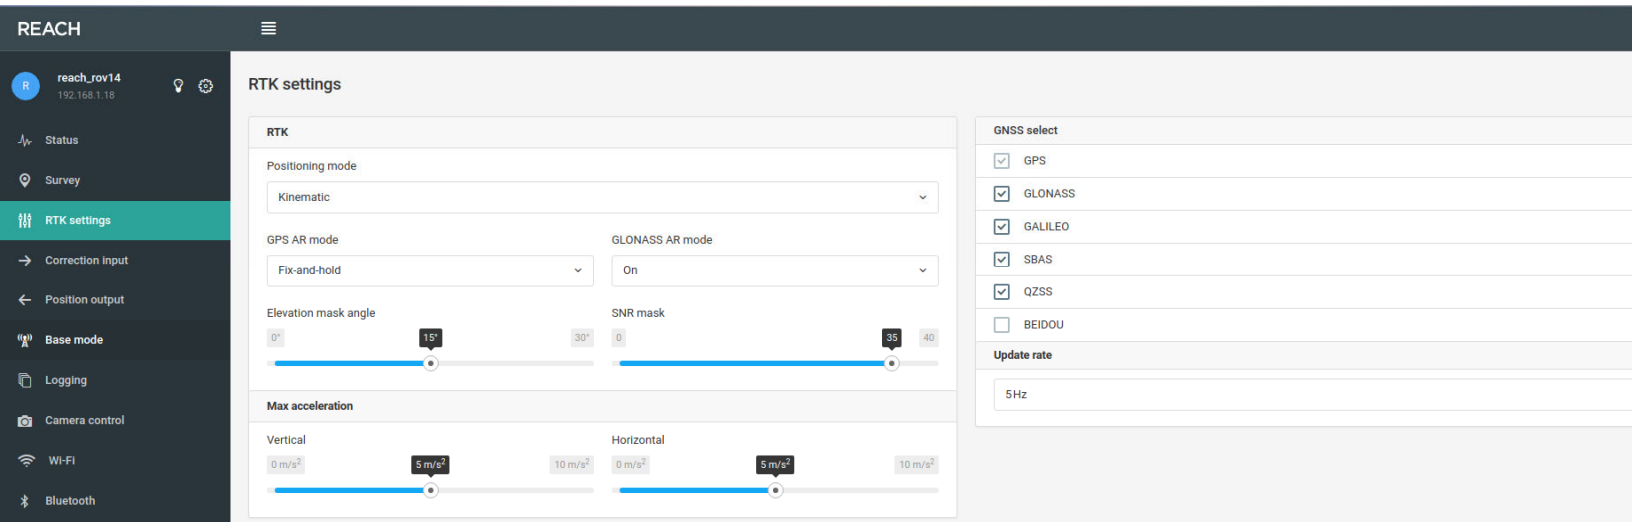 REACH
R
reach_rov14
192.168.1.18
Status
Survey
RTK settings
Correction input
Position output
Base mode
Logging
Camera control
Wi-Fi
Bluetooth
RTK settings
RTK
Positioning mode
Kinematic
GPS AR mode
GLONASS AR mode
Fix-and-hold
On
Elevation mask angle
SNR mask
0° 15° 30°
0 35 40
Max acceleration
Vertical
Horizontal
0 m/s² 5 m/s² 10 m/s²
0 m/s² 5 m/s² 10 m/s²
GNSS select
GPS
GLONASS
GALILEO
SBAS
QZSS
BEIDOU
Update rate
5 Hz